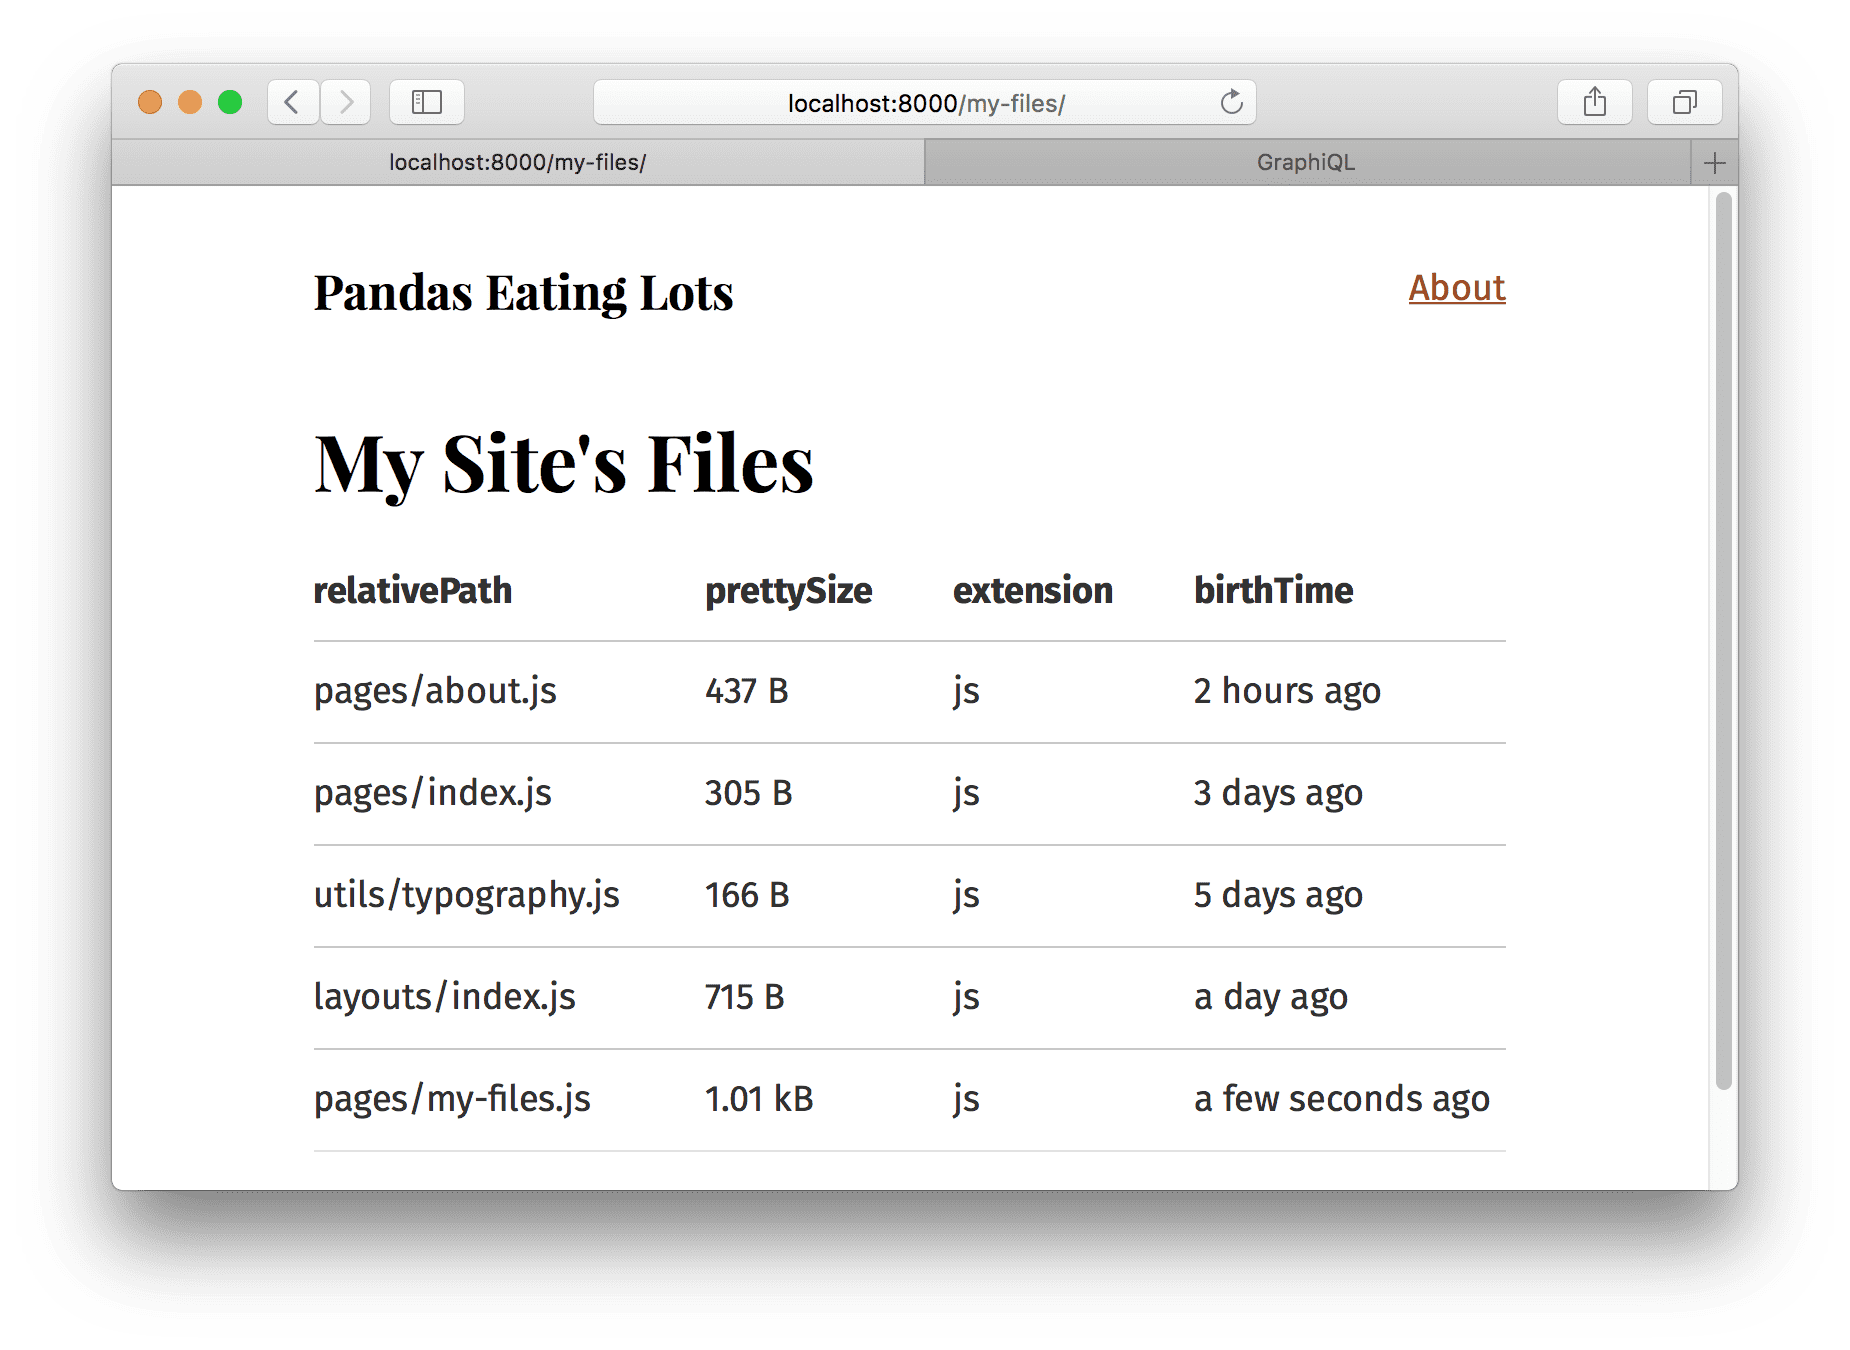 localhost:8000/my-files/
localhost:8000/my-files/ GraphiQL
Pandas Eating Lots About
My Site's Files
relativePath prettySize extension birthTime
pages/about.js 437 B js 2 hours ago
pages/index.js 305 B js 3 days ago
utils/typography.js 166 B js 5 days ago
layouts/index.js 715 B js a day ago
pages/my-files.js 1.01 kB js a few seconds ago